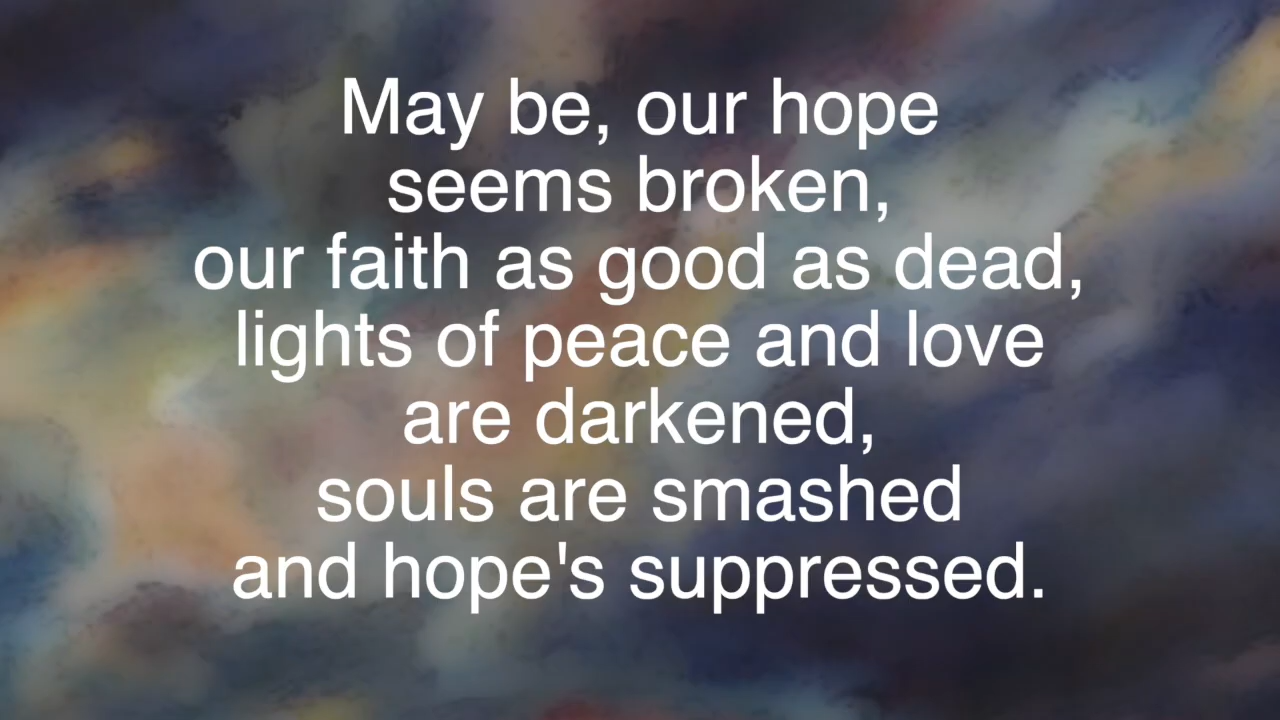 May be, our hope
seems broken,
our faith as good as dead,
lights of peace and love
are darkened,
souls are smashed
and hope's suppressed.